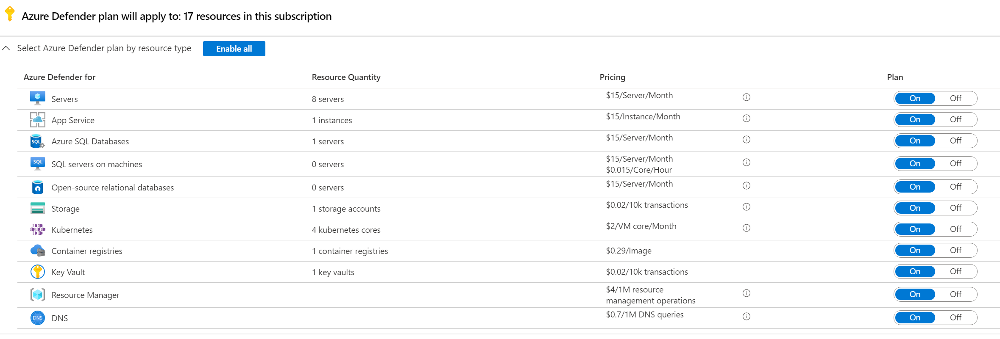 Azure Defender plan will apply to: 17 resources in this subscription
Select Azure Defender plan by resource type Enable all
Azure Defender for Resource Quantity Pricing Plan
Servers 8 servers $15/Server/Month On Off
App Service 1 instances $15/Instance/Month On Off
SQL Azure SQL Databases 1 servers $15/Server/Month On Off
SQL SQL servers on machines 0 servers $15/Server/Month On Off
$0.015/Core/Hour
Open-source relational databases 0 servers $15/Server/Month On Off
Storage 1 storage accounts $0.02/10k transactions On Off
Kubernetes 4 kubernetes cores $2/VM core/Month On Off
Container registries 1 container registries $0.29/Image On Off
Key Vault 1 key vaults $0.02/10k transactions On Off
Resource Manager $4/1M resource On Off
management operations
DNS DNS $0.7/1M DNS queries On Off